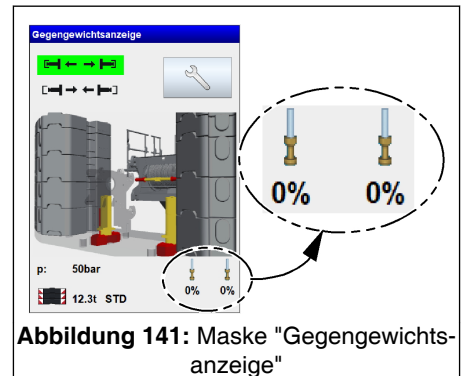 Gegengewichtsanzeige
p: 50bar
12.3t STD
0% 0%
0% 0%
Abbildung 141: Maske "Gegengewichts-
anzeige"